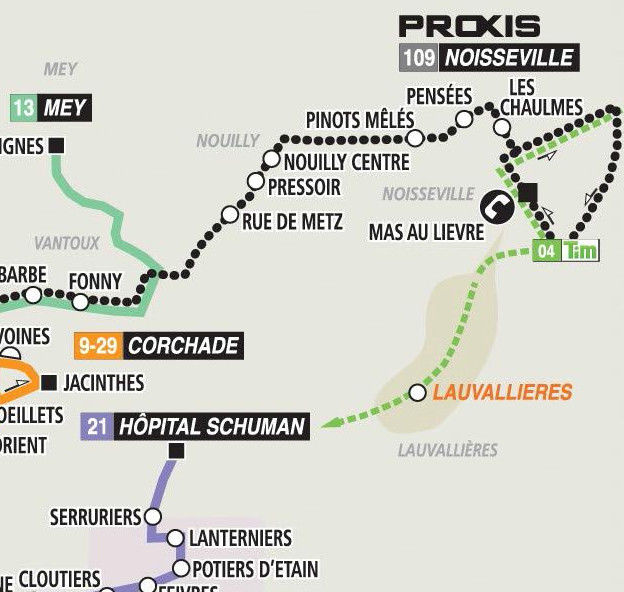 PROXIS
109 NOISSEVILLE
MEY
PENSÉES
LES
CHAULMES
13 MEY
PINOTS MÊLÉS
IGNES
NOUILLY
NOUILLY CENTRE
PRESSOIR
NOISSEVILLE
RUE DE METZ
MAS AU LIEVRE
VANTOUX
04 Tim
BARBE
FONNY
VOINES
9-29 CORCHADE
JACINTHES
LAUVALLIERES
OEILLETS
21 HÔPITAL SCHUMAN
ORIENT
LAUVALLIÈRES
SERRURIERS
LANTERNIERS
POTIERS D'ETAIN
NE CLOUTIERS
FEIVRES